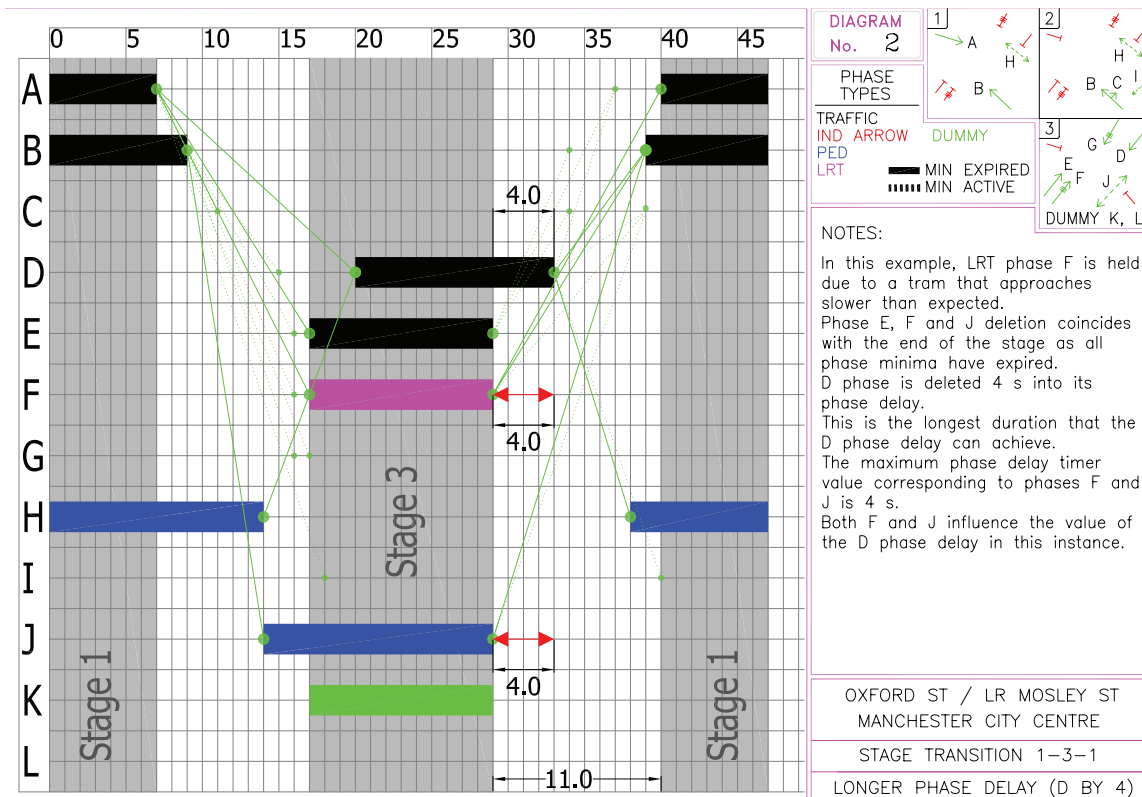 0 5 10 15 20 25 30 35 40 45
A
B
C
D
E
F
G
H
I
J
K
L
4.0
4.0
4.0
11.0
Stage 1
Stage 3
Stage 1
DIAGRAM
No. 2
PHASE
TYPES
TRAFFIC
IND ARROW DUMMY
PED
LRT
MIN EXPIRED
MIN ACTIVE
1
A
H
B
2
H
I
B C
3
G
D
E
F
J
DUMMY K, L
NOTES:
In this example, LRT phase F is held
due to a tram that approaches
slower than expected.
Phase E, F and J deletion coincides
with the end of the stage as all
phase minima have expired.
D phase is deleted 4 s into its
phase delay.
This is the longest duration that the
D phase delay can achieve.
The maximum phase delay timer
value corresponding to phases F and
J is 4 s.
Both F and J influence the value of
the D phase delay in this instance.
OXFORD ST / LR MOSLEY ST
MANCHESTER CITY CENTRE
STAGE TRANSITION 1-3-1
LONGER PHASE DELAY (D BY 4)